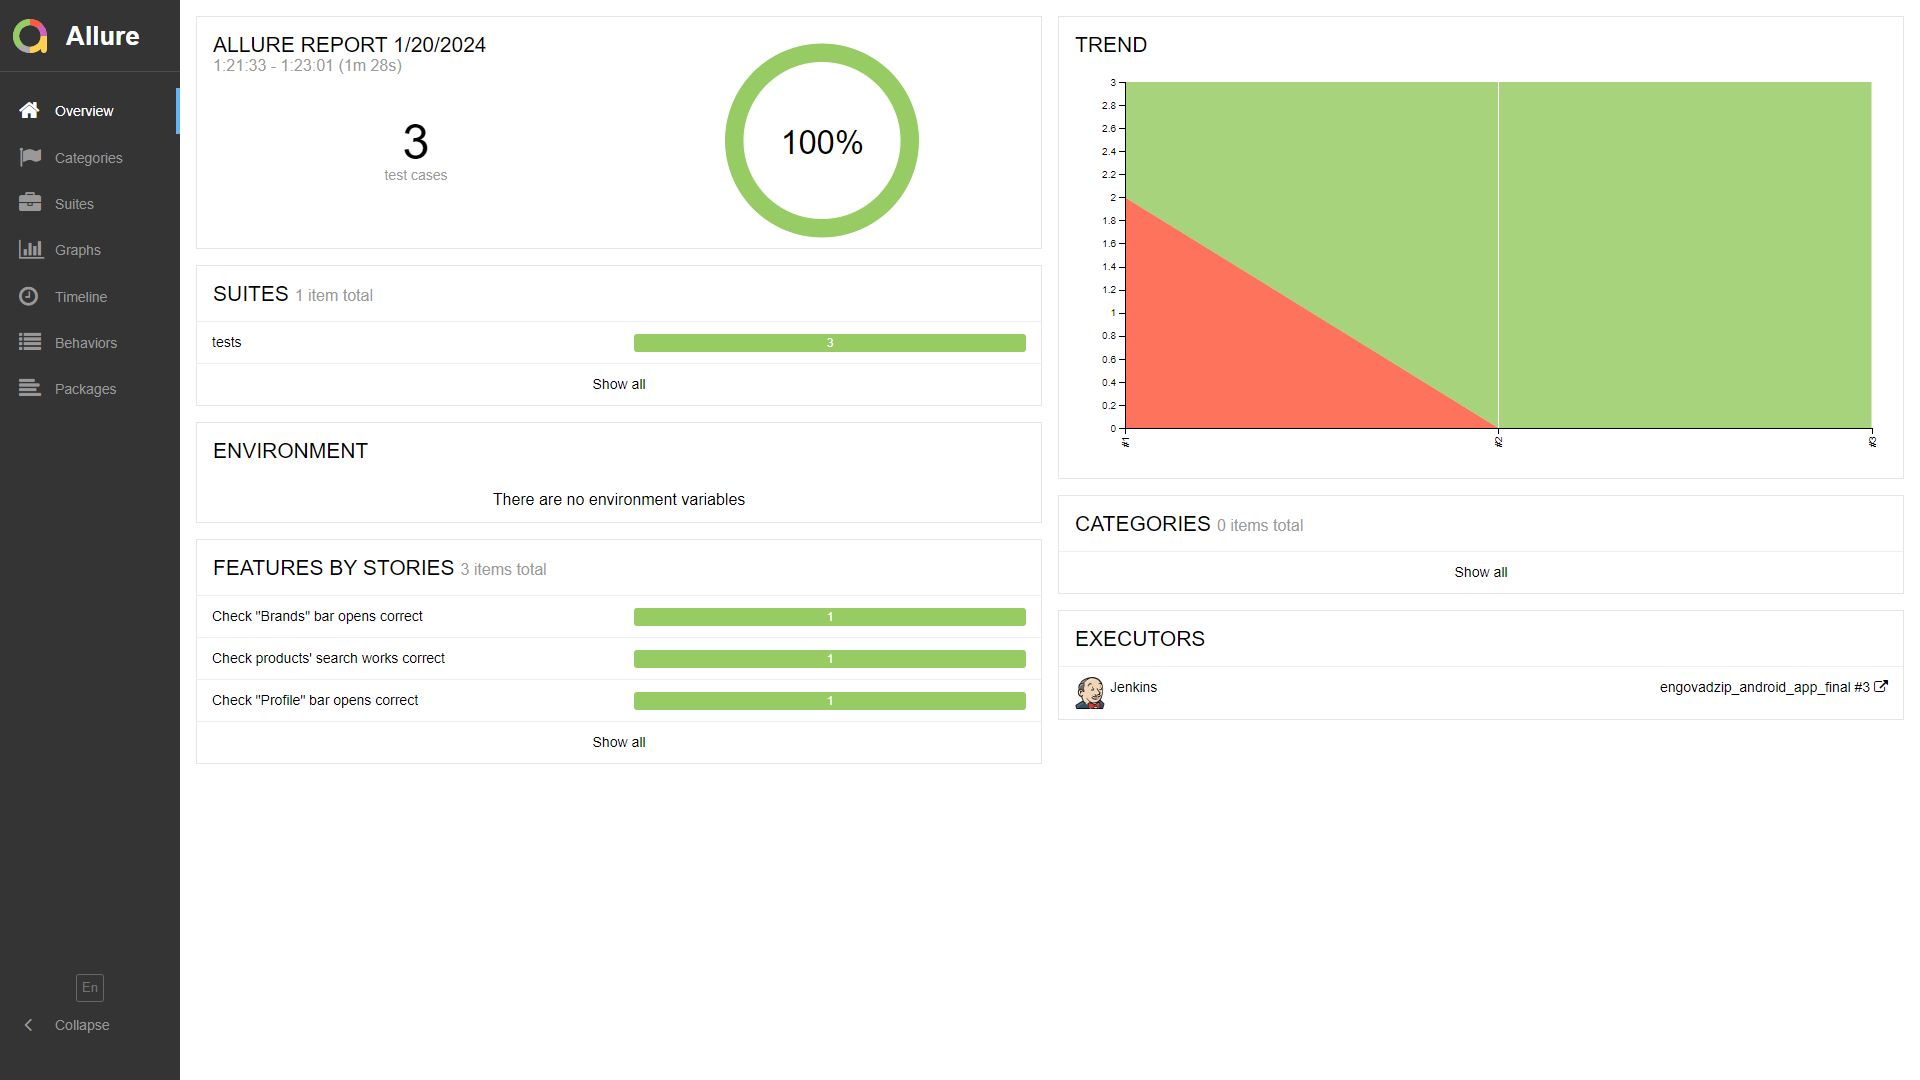 Allure
Overview
Categories
Suites
Graphs
Timeline
Behaviors
Packages
En
Collapse
ALLURE REPORT 1/20/2024
1:21:33 - 1:23:01 (1m 28s)
3
test cases
100%
SUITES 1 item total
tests 3
Show all
ENVIRONMENT
There are no environment variables
FEATURES BY STORIES 3 items total
Check "Brands" bar opens correct 1
Check products' search works correct 1
Check "Profile" bar opens correct 1
Show all
TREND
3
2.8
2.6
2.4
2.2
2
1.8
1.6
1.4
1.2
1
0.8
0.6
0.4
0.2
0
#1 #2 #3
CATEGORIES 0 items total
Show all
EXECUTORS
Jenkins engovadzip_android_app_final #3